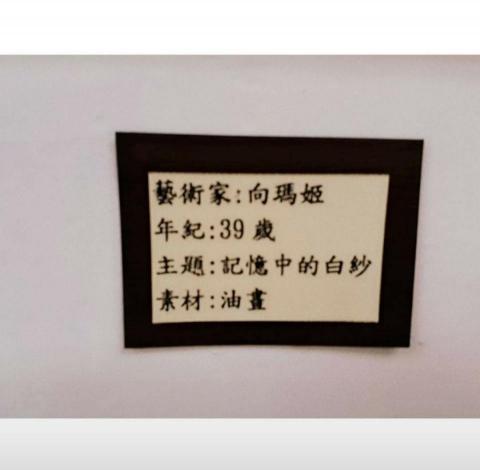 藝術家:向瑪姬
年紀:39 歲
主題:記憶中的白紗
素材:油畫